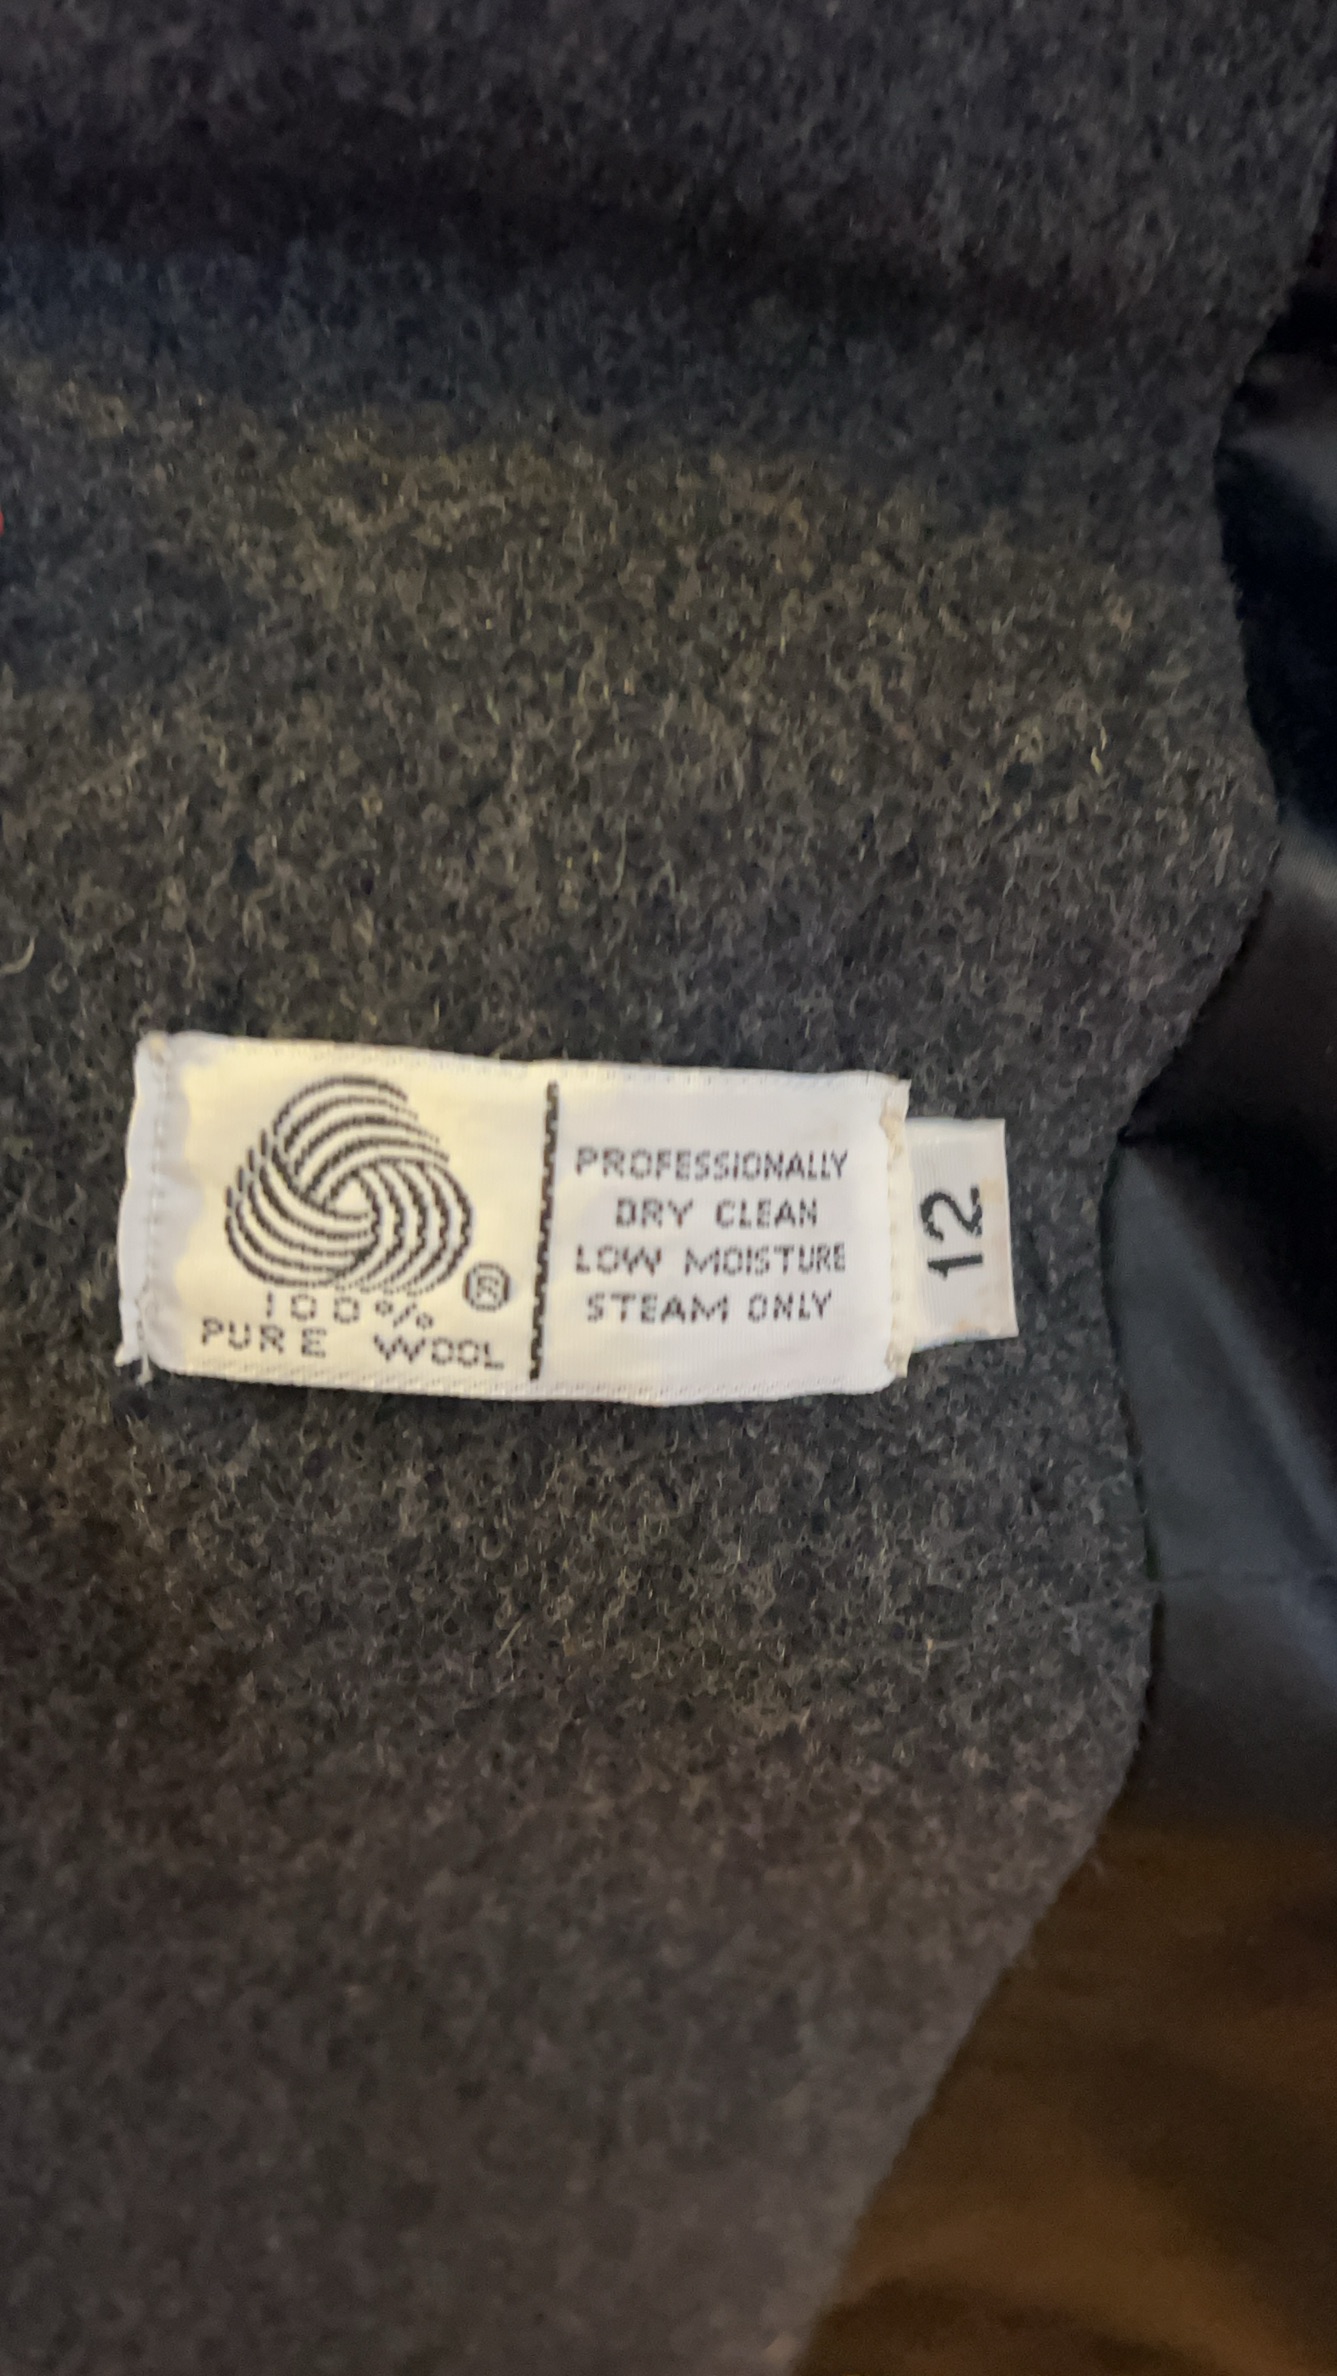 100%
PURE WOOL
®
PROFESSIONALLY
DRY CLEAN
LOW MOISTURE
STEAM ONLY
12